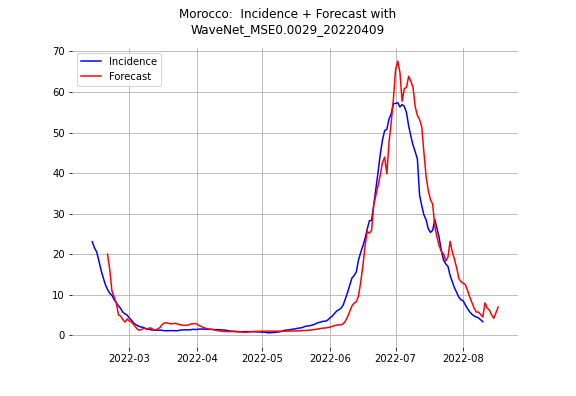 Morocco:  Incidence + Forecast with
WaveNet_MSE0.0029_20220409
Incidence
Forecast
70
60
50
40
30
20
10
0
2022-03 2022-04 2022-05 2022-06 2022-07 2022-08